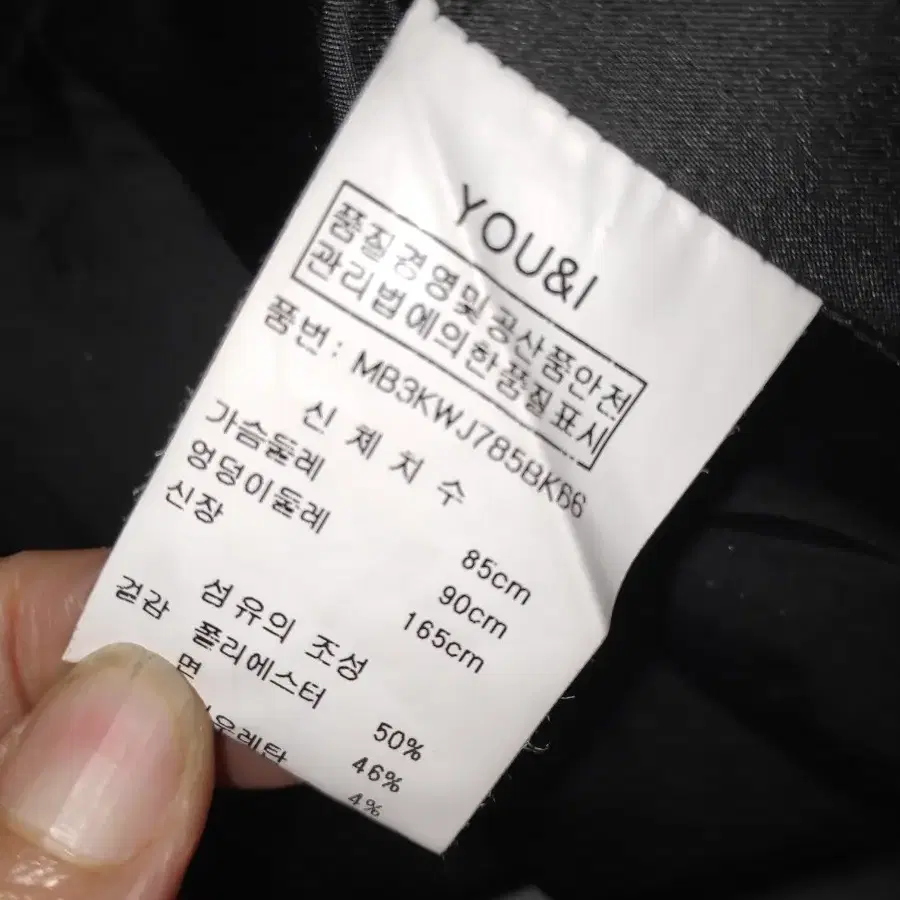 YOU&I
품질경영및공산품안전
관리법에의한품질표시
품번: MB3KWJ785BK66
신 체 치 수
가슴둘레 85cm
엉덩이둘레 90cm
신장 165cm
섬유의 조성
겉감 폴리에스터 50%
면 46%
4%